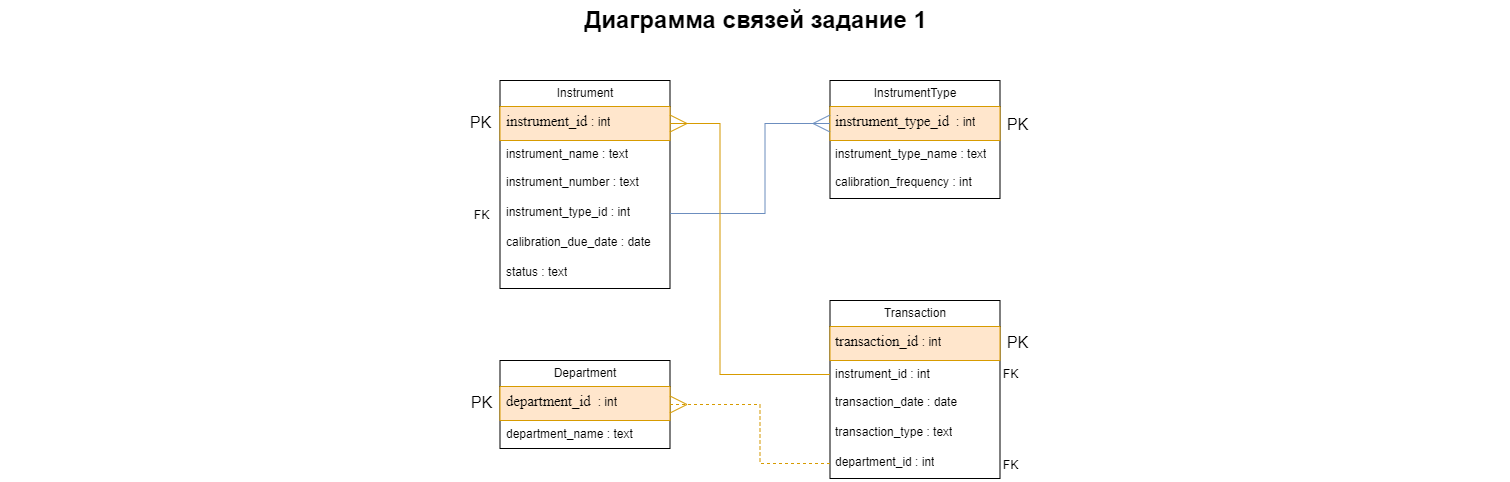 Диаграмма связей задание 1
Instrument
PK
instrument_id : int
instrument_name : text
instrument_number : text
FK
instrument_type_id : int
calibration_due_date : date
status : text
InstrumentType
instrument_type_id : int
PK
instrument_type_name : text
calibration_frequency : int
Department
PK
department_id : int
department_name : text
Transaction
transaction_id : int
PK
instrument_id : int
FK
transaction_date : date
transaction_type : text
department_id : int
FK